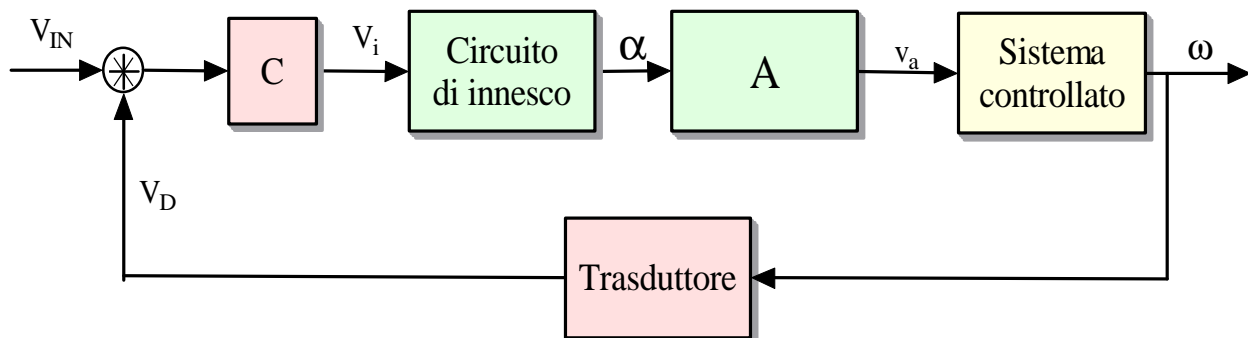 V_IN
C
V_i
Circuito
di innesco
α
A
v_a
Sistema
controllato
ω
V_D
Trasduttore